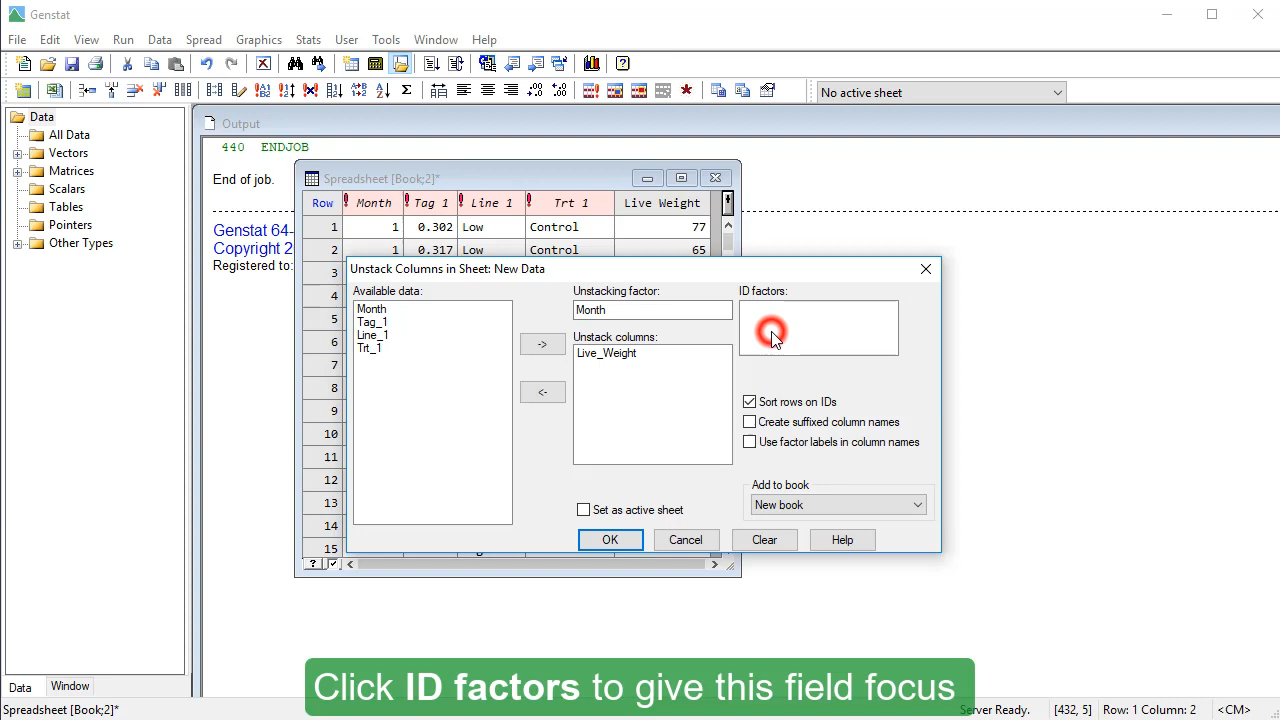 Genstat
File Edit View Run Data Spread Graphics Stats User Tools Window Help
No active sheet
Data
All Data
Vectors
Matrices
Scalars
Tables
Pointers
Other Types
Output
440 ENDJOB
End of job.
Genstat 64-
Copyright 2
Registered to:
Spreadsheet [Book;2]*
Row ! Month ! Tag 1 ! Line 1 ! Trt 1 Live Weight
1 1 0.302 Low Control 77
2 1 0.317 Low Control 65
3
4
5
6
7
8
9
10
11
12
13
14
15
Unstack Columns in Sheet: New Data
Available data:
Month
Tag_1
Line_1
Trt_1
->
<-
Unstacking factor:
Month
Unstack columns:
Live_Weight
ID factors:
Sort rows on IDs
Create suffixed column names
Use factor labels in column names
Add to book
New book
Set as active sheet
OK Cancel Clear Help
Click ID factors to give this field focus
Data Window
Spreadsheet [Book;2]* Server Ready. [432, 5] Row: 1 Column: 2 <CM>